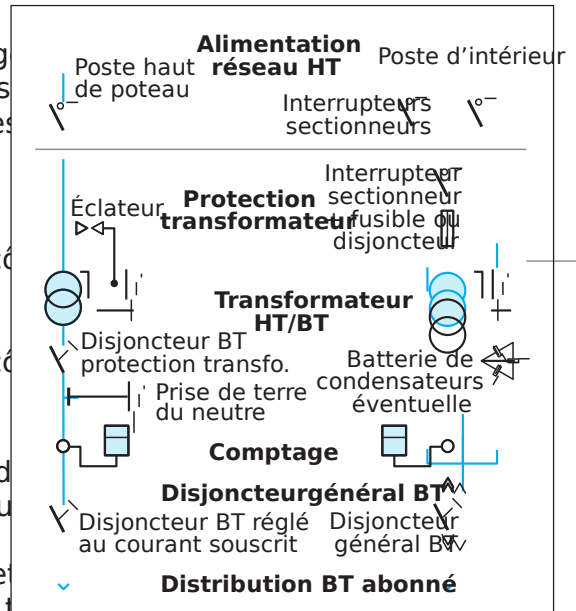 Alimentation
réseau HT
Poste d’intérieur
Poste haut
de poteau
Interrupteurs
sectionneurs
Interrupteur
sectionneur
+ fusible ou
disjoncteur
Protection
transformateur
Éclateur
Transformateur
HT/BT
Disjoncteur BT
protection transfo.
Batterie de
condensateurs
éventuelle
Prise de terre
du neutre
Comptage
Disjoncteurgénéral BT
Disjoncteur BT réglé
au courant souscrit
Disjoncteur
général BT
Distribution BT abonné